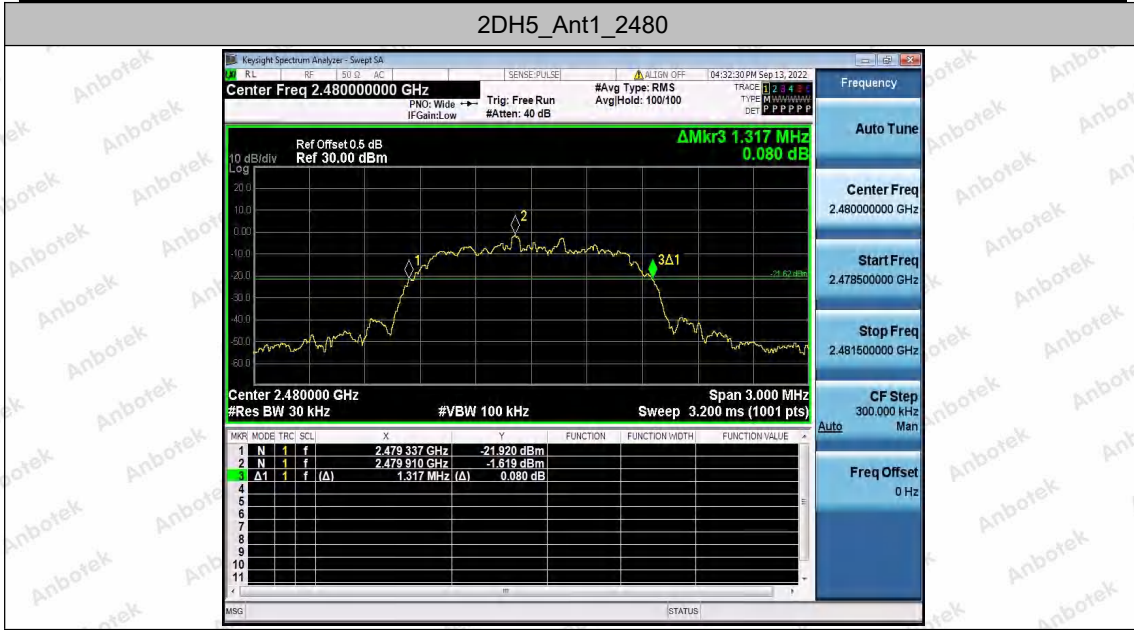 2DH5_Ant1_2480
Keysight Spectrum Analyzer - Swept SA
RL RF 50 Ω AC SENSE:PULSE ALIGN OFF 04:32:30 PM Sep 13, 2022
Center Freq 2.480000000 GHz
PNO: Wide
IFGain:Low
Trig: Free Run
#Atten: 40 dB
#Avg Type: RMS
Avg|Hold: 100/100
TRACE 1 2 3 4 5 6
TYPE M WWWWW
DET P P P P P P
Frequency
Auto Tune
Center Freq
2.480000000 GHz
Start Freq
2.478500000 GHz
Stop Freq
2.481500000 GHz
CF Step
300.000 kHz
Auto Man
Freq Offset
0 Hz
ΔMkr3 1.317 MHz
0.080 dB
Ref Offset 0.5 dB
10 dB/div Ref 30.00 dBm
Log
20.0
10.0
0.00
-10.0
-20.0
-30.0
-40.0
-50.0
-60.0
1
2
3Δ1
-21.62 dBm
Center 2.480000 GHz Span 3.000 MHz
#Res BW 30 kHz #VBW 100 kHz Sweep 3.200 ms (1001 pts)
MKR MODE TRC SCL X Y FUNCTION FUNCTION WIDTH FUNCTION VALUE
1 N 1 f 2.479 337 GHz -21.920 dBm
2 N 1 f 2.479 910 GHz -1.619 dBm
3 Δ1 1 f (Δ) 1.317 MHz (Δ) 0.080 dB
4
5
6
7
8
9
10
11
MSG STATUS
Anbotek